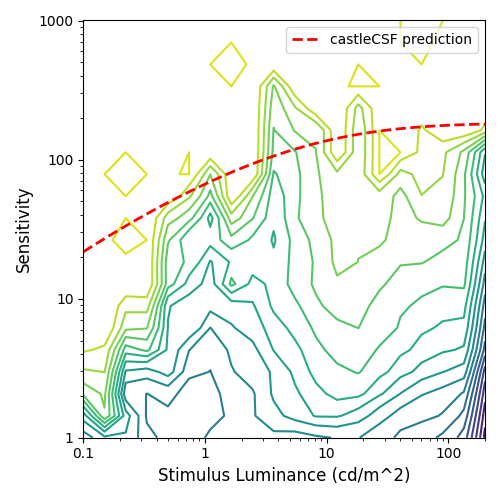 1000
castleCSF prediction
100
10
1
Sensitivity
0.1 1 10 100
Stimulus Luminance (cd/m^2)